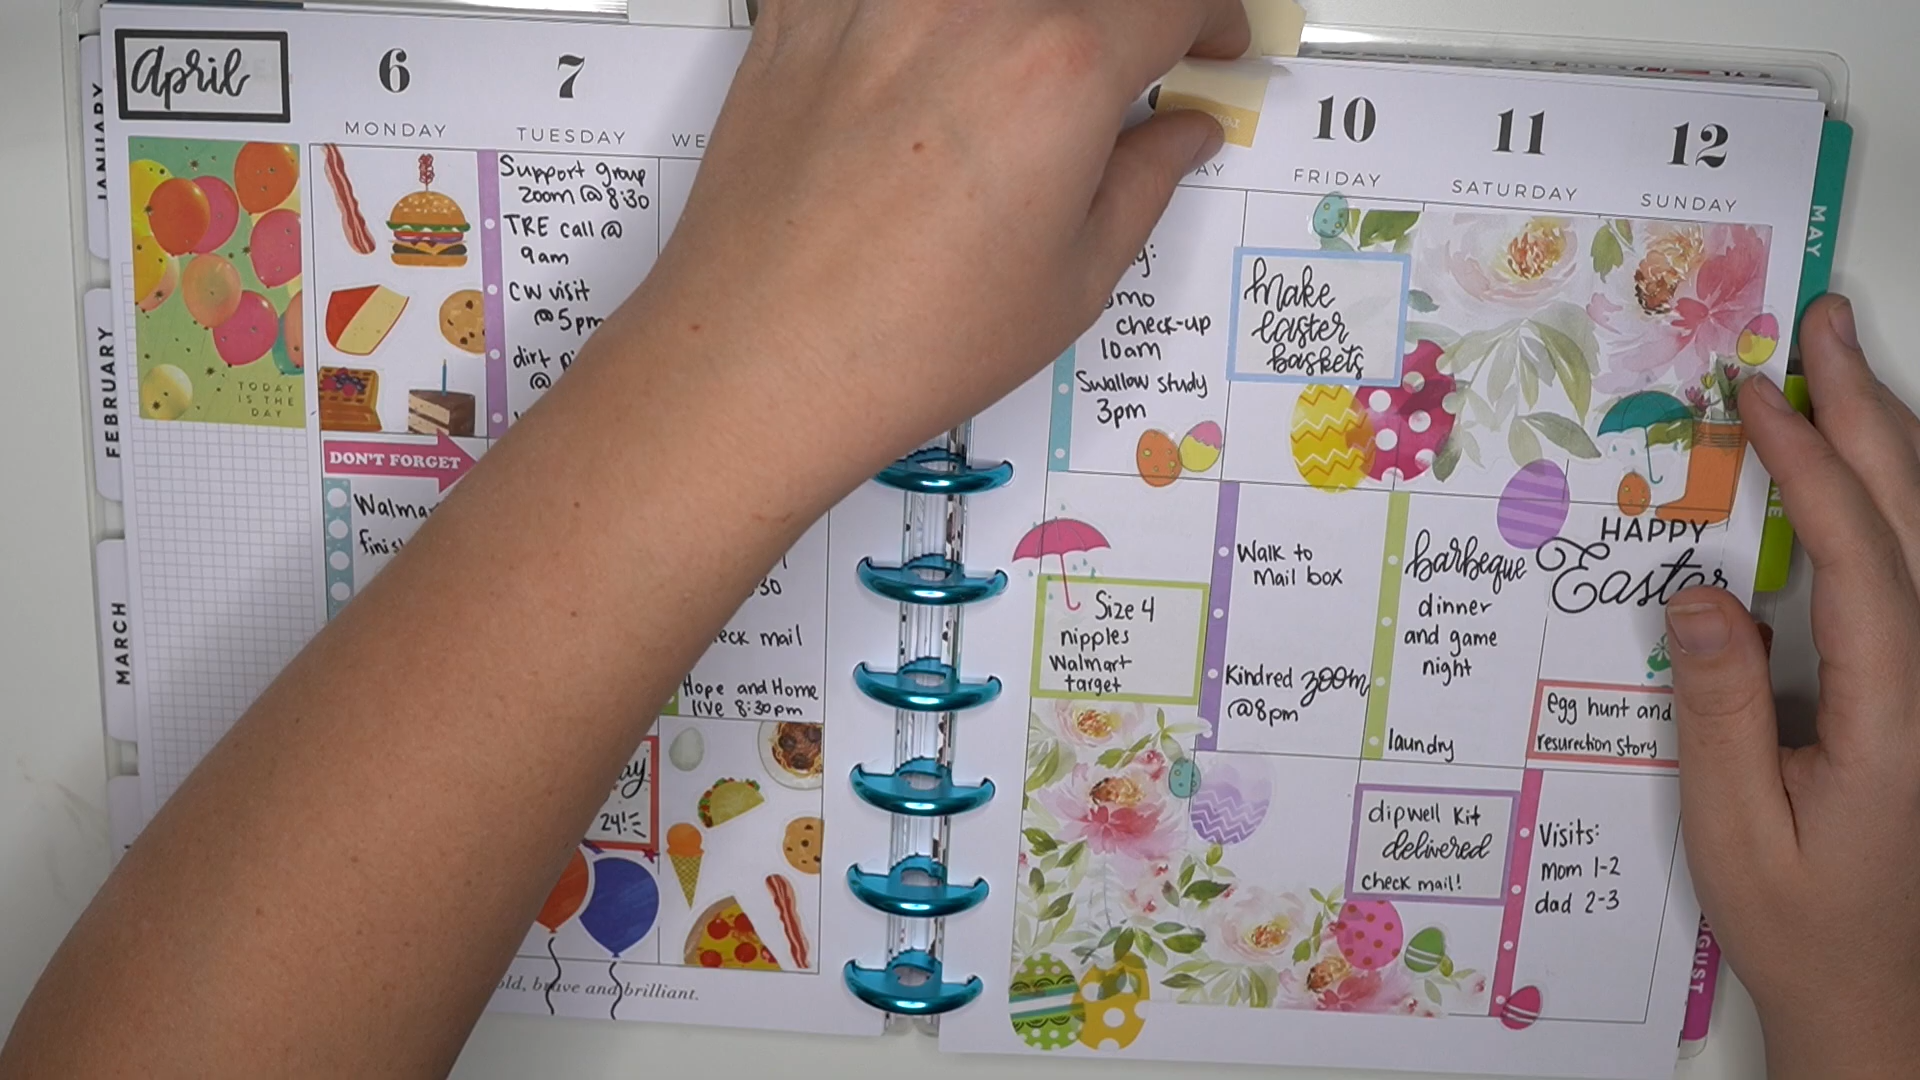 April
6
MONDAY
7
TUESDAY
10
FRIDAY
11
SATURDAY
12
SUNDAY
JANUARY
FEBRUARY
MARCH
MAY
TODAY
IS THE
DAY
DON'T FORGET
Support group
zoom @ 8:30
TRE call @
9am
CW visit
@ 5pm
dirt
@
check-up
10am
Swallow study
3pm
make
easter
baskets
Size 4
nipples
Walmart
target
Walk to
Mail box
Kindred zoom
@8pm
barbeque
dinner
and game
night
laundry
HAPPY
Easter
egg hunt and
resurection story
mail
Hope and Home
live 8:30pm
24!
dipwell Kit
delivered
check mail!
Visits:
mom 1-2
dad 2-3
brave and brilliant.